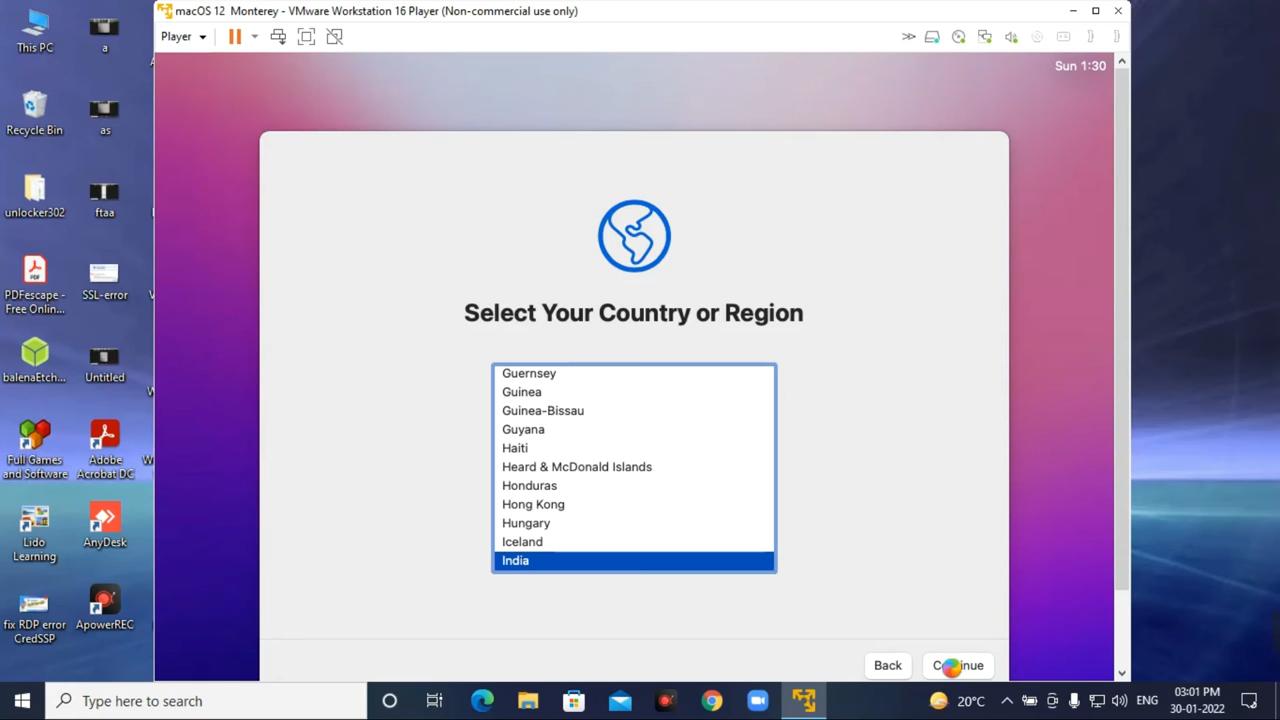 macOS 12 Monterey - VMware Workstation 16 Player (Non-commercial use only)
Player
Sun 1:30
This PC
a
Recycle Bin
as
unlocker302
ftaa
PDFescape -
Free Onlin...
SSL-error
balenaEtch...
Untitled
Full Games
and Software
Adobe
Acrobat DC
Lido
Learning
AnyDesk
fix RDP error
CredSSP
ApowerREC
Select Your Country or Region
Guernsey
Guinea
Guinea-Bissau
Guyana
Haiti
Heard & McDonald Islands
Honduras
Hong Kong
Hungary
Iceland
India
Back
Continue
Type here to search
20°C
ENG
03:01 PM
30-01-2022